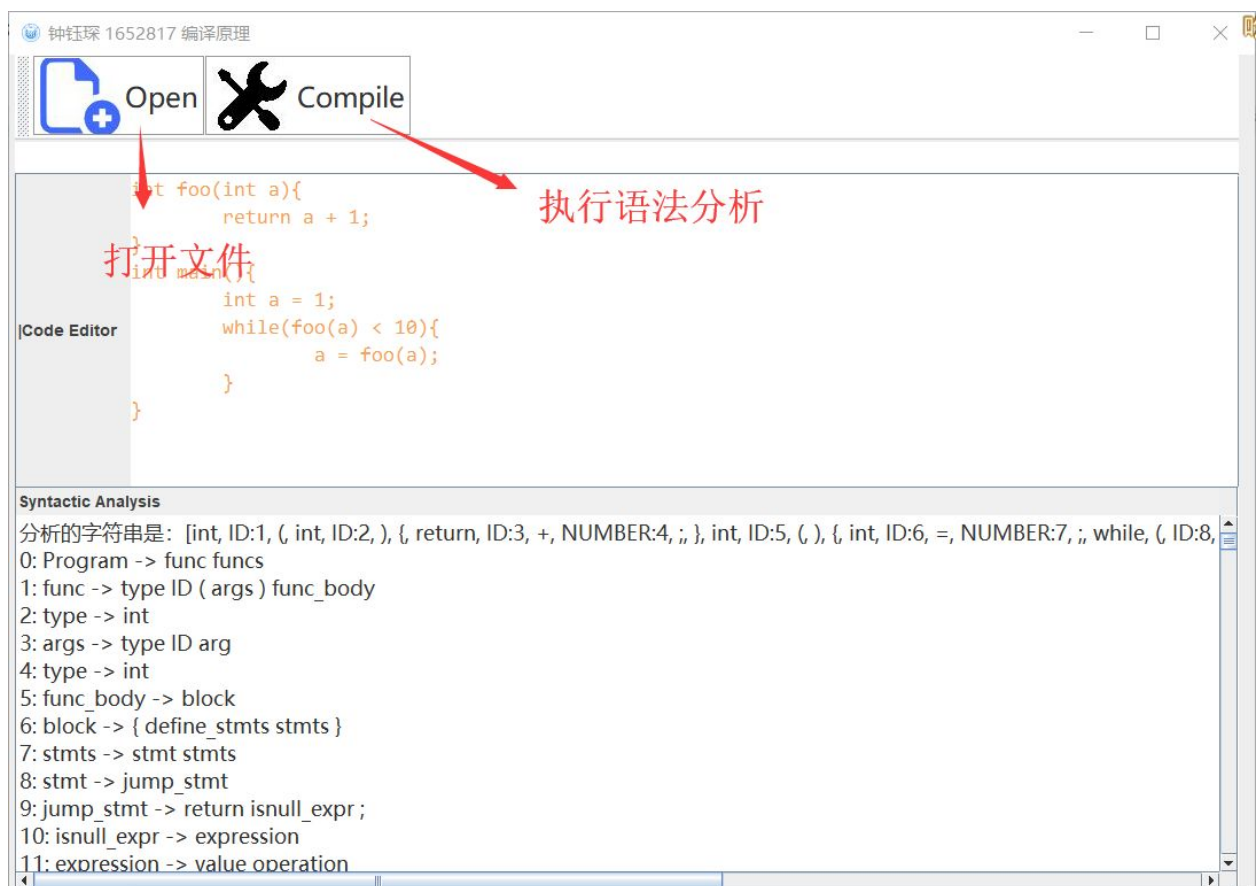 钟钰琛 1652817 编译原理
Open Compile
int foo(int a){
return a + 1;
}
int main(){
int a = 1;
while(foo(a) < 10){
a = foo(a);
}
}
执行语法分析
打开文件
|Code Editor
Syntactic Analysis
分析的字符串是：[int, ID:1, (, int, ID:2, ), {, return, ID:3, +, NUMBER:4, ;, }, int, ID:5, (, ), {, int, ID:6, =, NUMBER:7, ;, while, (, ID:8,
0: Program -> func funcs
1: func -> type ID ( args ) func_body
2: type -> int
3: args -> type ID arg
4: type -> int
5: func_body -> block
6: block -> { define_stmts stmts }
7: stmts -> stmt stmts
8: stmt -> jump_stmt
9: jump_stmt -> return isnull_expr ;
10: isnull_expr -> expression
11: expression -> value operation